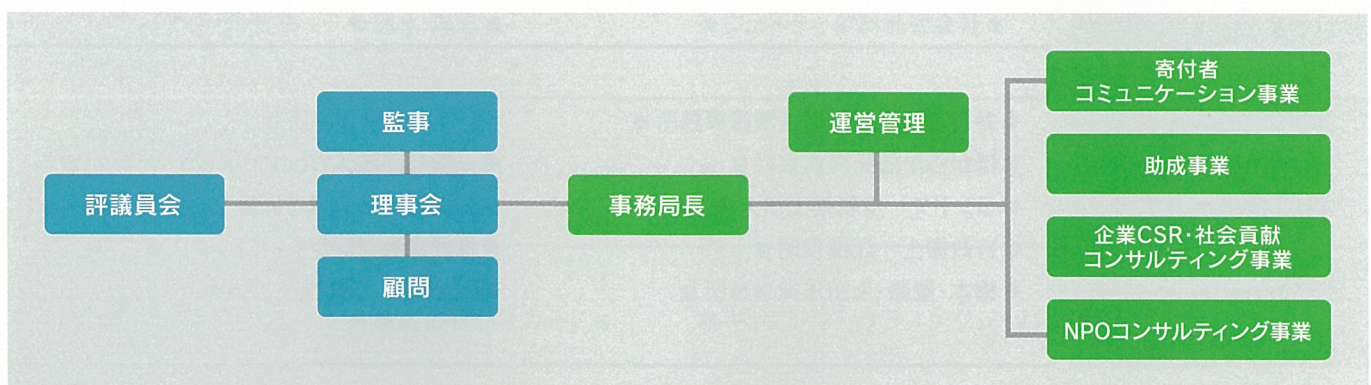 評議員会
監事
理事会
顧問
事務局長
運営管理
寄付者
コミュニケーション事業
助成事業
企業CSR・社会貢献
コンサルティング事業
NPOコンサルティング事業